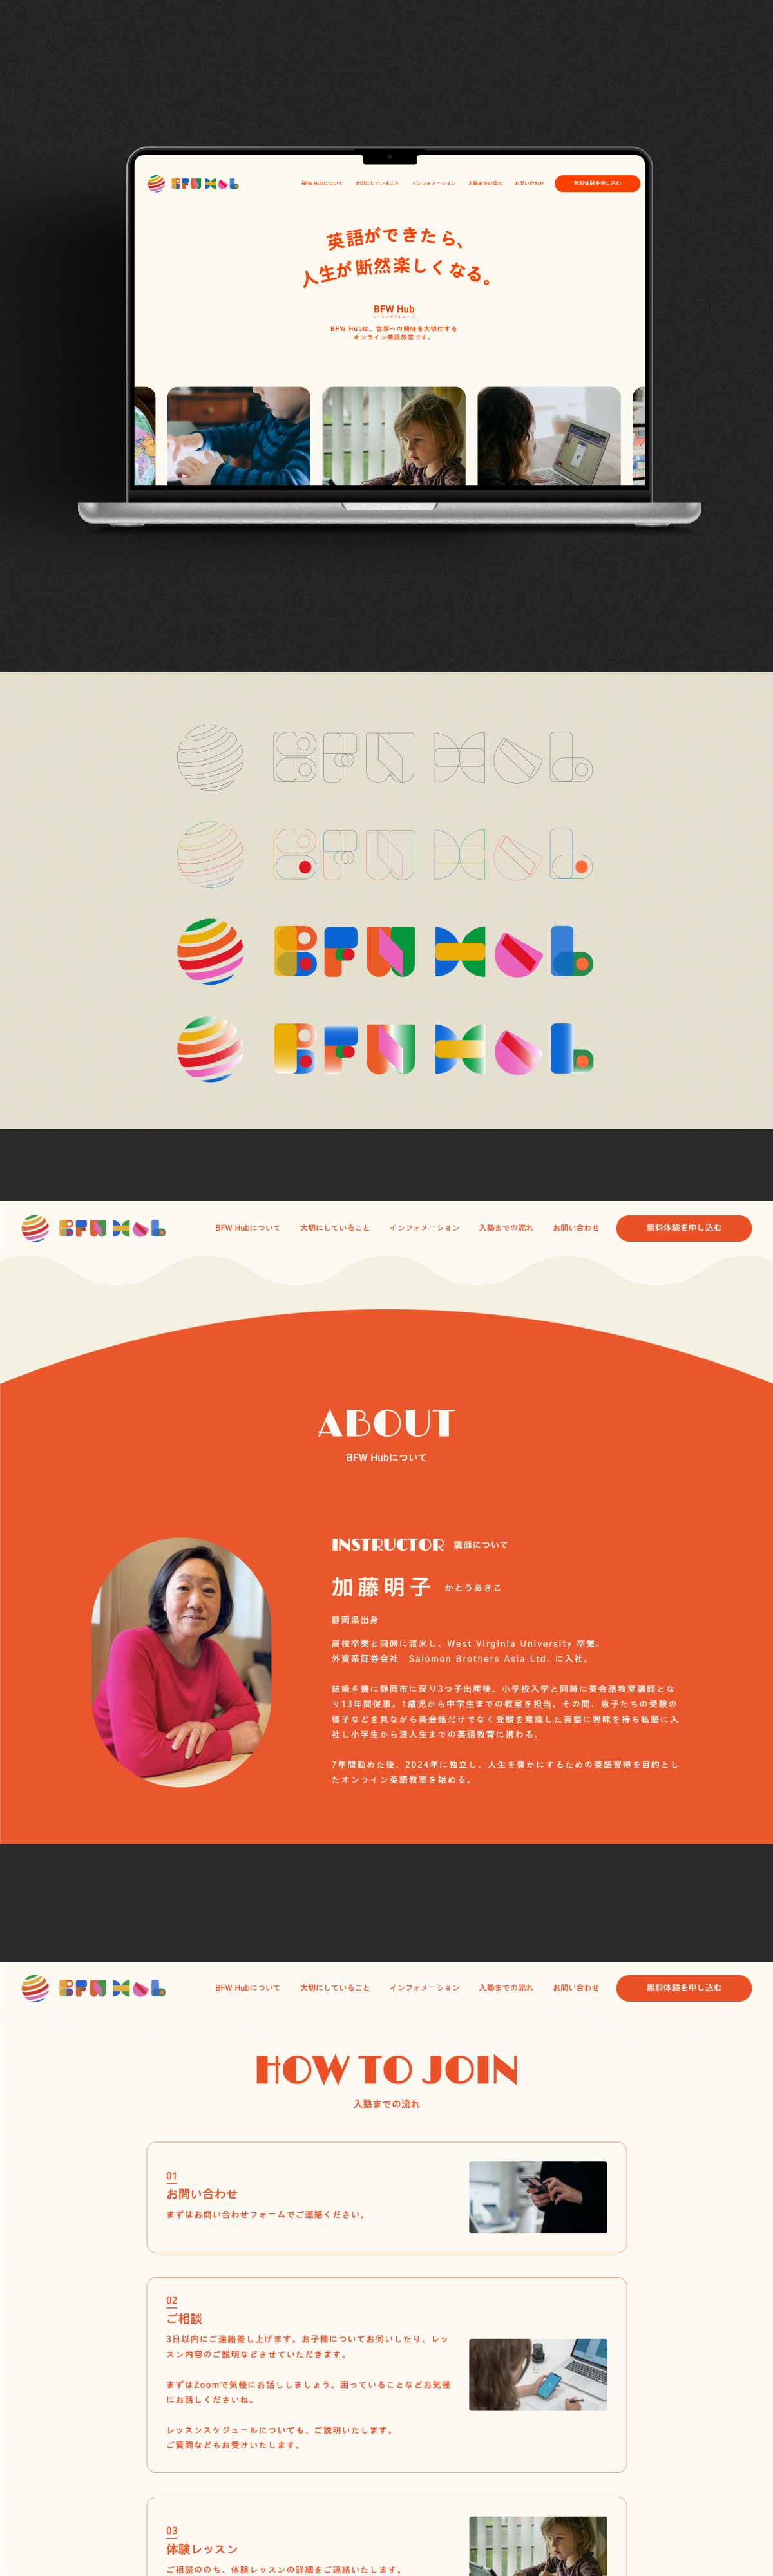 BFW HUb
BFW Hubについて 大切にしていること インフォメーション 入塾までの流れ お問い合わせ 無料体験を申し込む
英語ができたら、
人生が断然楽しくなる。
BFW Hub
BFW Hubは、世界への興味を大切にする
オンライン英語教室です。
BFW HUb
BFW HUb
BFW HUb
BFW HUb
BFW HUb BFW Hubについて 大切にしていること インフォメーション 入塾までの流れ お問い合わせ 無料体験を申し込む
ABOUT
BFW Hubについて
INSTRUCTOR 講師について
加藤明子 かとうあきこ
静岡県出身
高校卒業と同時に渡米し、West Virginia University 卒業。
外資系証券会社　Salomon Brothers Asia Ltd. に入社。
結婚を機に静岡市に戻り3つ子出産後、小学校入学と同時に英会話教室講師とな
り13年間従事。1歳児から中学生までの教室を担当。その間、息子たちの受験の
様子などを見ながら英会話だけでなく受験を意識した英語に興味を持ち私塾に入
社し小学生から浪人生までの英語教育に携わる。
7年間勤めた後、2024年に独立し、人生を豊かにするための英語習得を目的とし
たオンライン英語教室を始める。
BFW HUb BFW Hubについて 大切にしていること インフォメーション 入塾までの流れ お問い合わせ 無料体験を申し込む
HOW TO JOIN
入塾までの流れ
01
お問い合わせ
まずはお問い合わせフォームでご連絡ください。
02
ご相談
3日以内にご連絡差し上げます。お子様についてお伺いしたり、レッ
スン内容のご説明などさせていただきます。
まずはZoomで気軽にお話ししましょう。困っていることなどお気軽
にお話しくださいね。
レッスンスケジュールについても、ご説明いたします。
ご質問などもお受けいたします。
03
体験レッスン
ご相談ののち、体験レッスンの詳細をご連絡いたします。